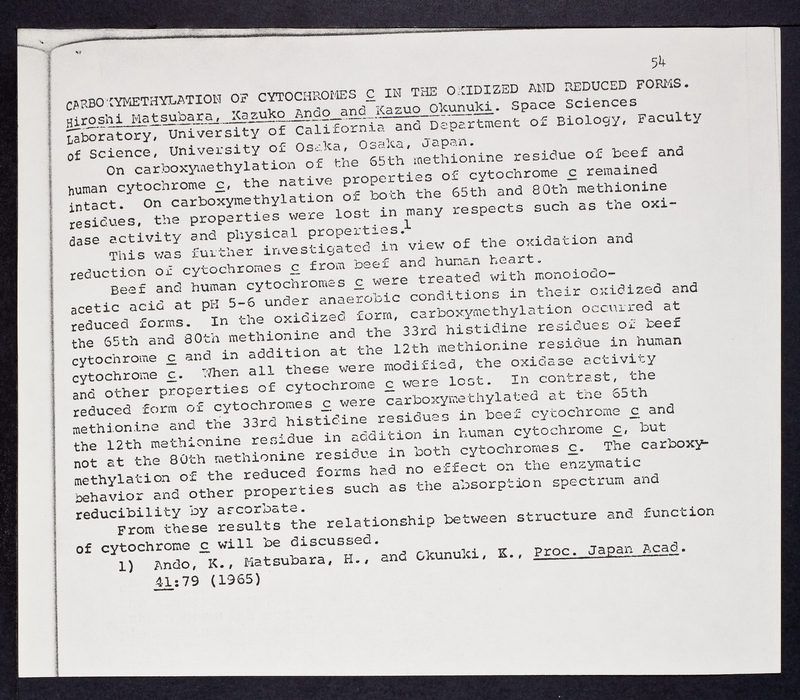 54
CARBOXYMETHYLATION OF CYTOCHROMES c IN THE OXIDIZED AND REDUCED FORMS.
Hiroshi Matsubara, Kazuko Ando and Kazuo Okunuki. Space Sciences
Laboratory, University of California and Department of Biology, Faculty
of Science, University of Osaka, Osaka, Japan.
On carboxymethylation of the 65th methionine residue of beef and
human cytochrome c, the native properties of cytochrome c remained
intact. On carboxymethylation of both the 65th and 80th methionine
residues, the properties were lost in many respects such as the oxi-
dase activity and physical properties.1
This was further investigated in view of the oxidation and
reduction of cytochromes c from beef and human heart.
Beef and human cytochromes c were treated with monoiodo-
acetic acid at pH 5-6 under anaerobic conditions in their oxidized and
reduced forms. In the oxidized form, carboxymethylation occurred at
the 65th and 80th methionine and the 33rd histidine residues of beef
cytochrome c and in addition at the 12th methionine residue in human
cytochrome c. When all these were modified, the oxidase activity
and other properties of cytochrome c were lost. In contrast, the
reduced form of cytochromes c were carboxymethylated at the 65th
methionine and the 33rd histidine residues in beef cytochrome c and
the 12th methionine residue in addition in human cytochrome c, but
not at the 80th methionine residue in both cytochromes c. The carboxy-
methylation of the reduced forms had no effect on the enzymatic
behavior and other properties such as the absorption spectrum and
reducibility by ascorbate.
From these results the relationship between structure and function
of cytochrome c will be discussed.
1) Ando, K., Matsubara, H., and Okunuki, K., Proc. Japan Acad.
41:79 (1965)